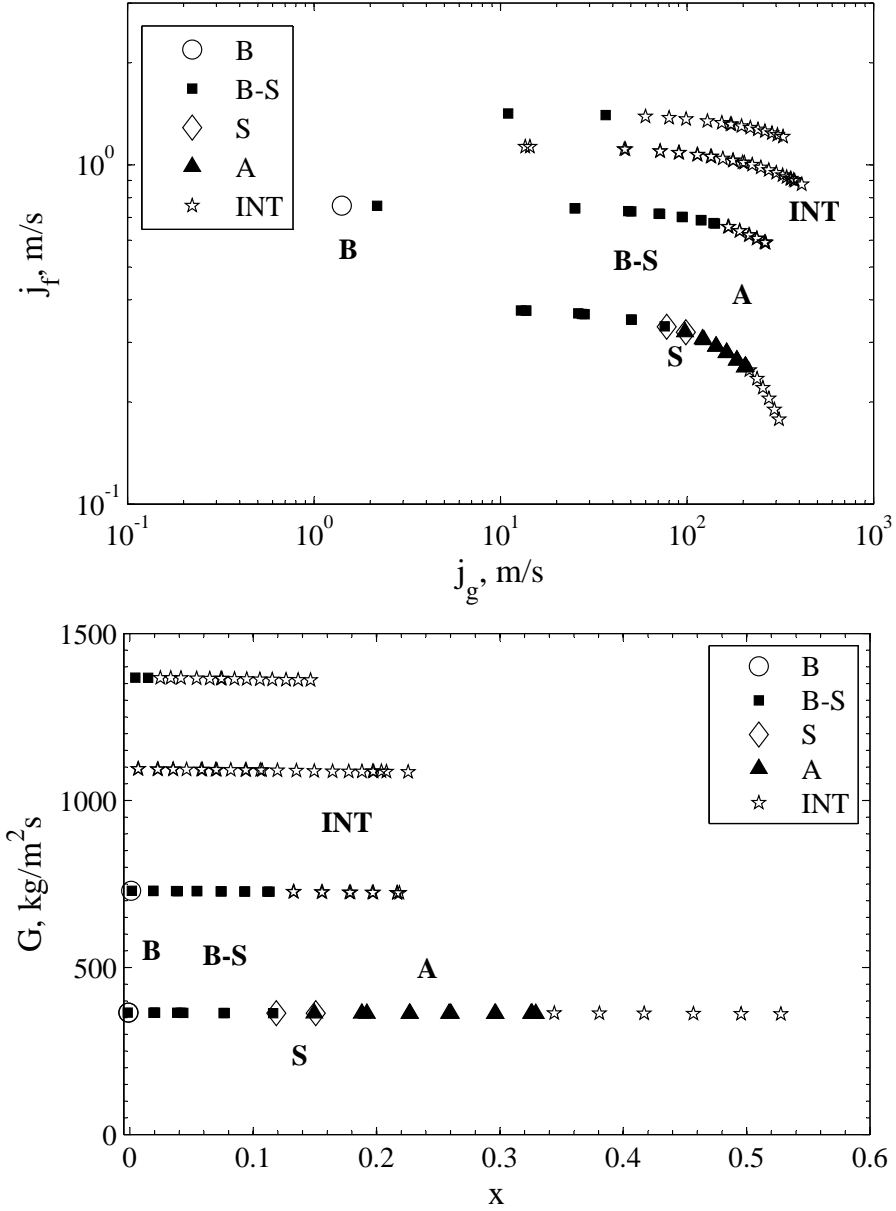 B
B-S
S
A
INT
10^0
10^-1
j_f, m/s
B
B-S
A
INT
S
10^-1
10^0
10^1
10^2
10^3
j_g, m/s
1500
1000
500
0
G, kg/m^2s
B
B-S
S
A
INT
INT
B
B-S
A
S
0
0.1
0.2
0.3
0.4
0.5
0.6
x